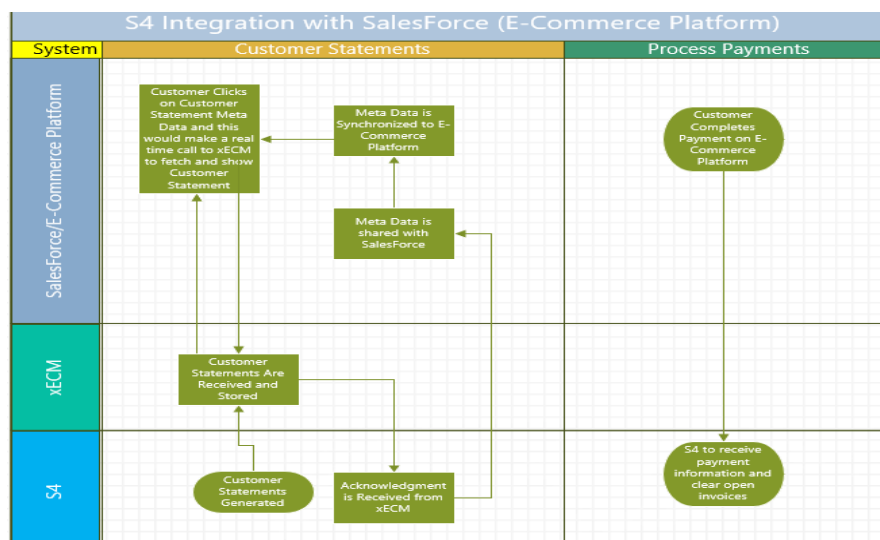 S4 Integration with SalesForce (E-Commerce Platform)
System
Customer Statements
Process Payments
SalesForce/E-Commerce Platform
Customer Clicks
on Customer
Statement Meta
Data and this
would make a real
time call to xECM
to fetch and show
Customer
Statement
Meta Data is
Synchronized to E-
Commerce
Platform
Customer
Completes
Payment on E-
Commerce
Platform
Meta Data is
shared with
SalesForce
xECM
Customer
Statements Are
Received and
Stored
S4
Customer
Statements
Generated
Acknowledgment
is Received from
xECM
S4 to receive
payment
information and
clear open
invoices